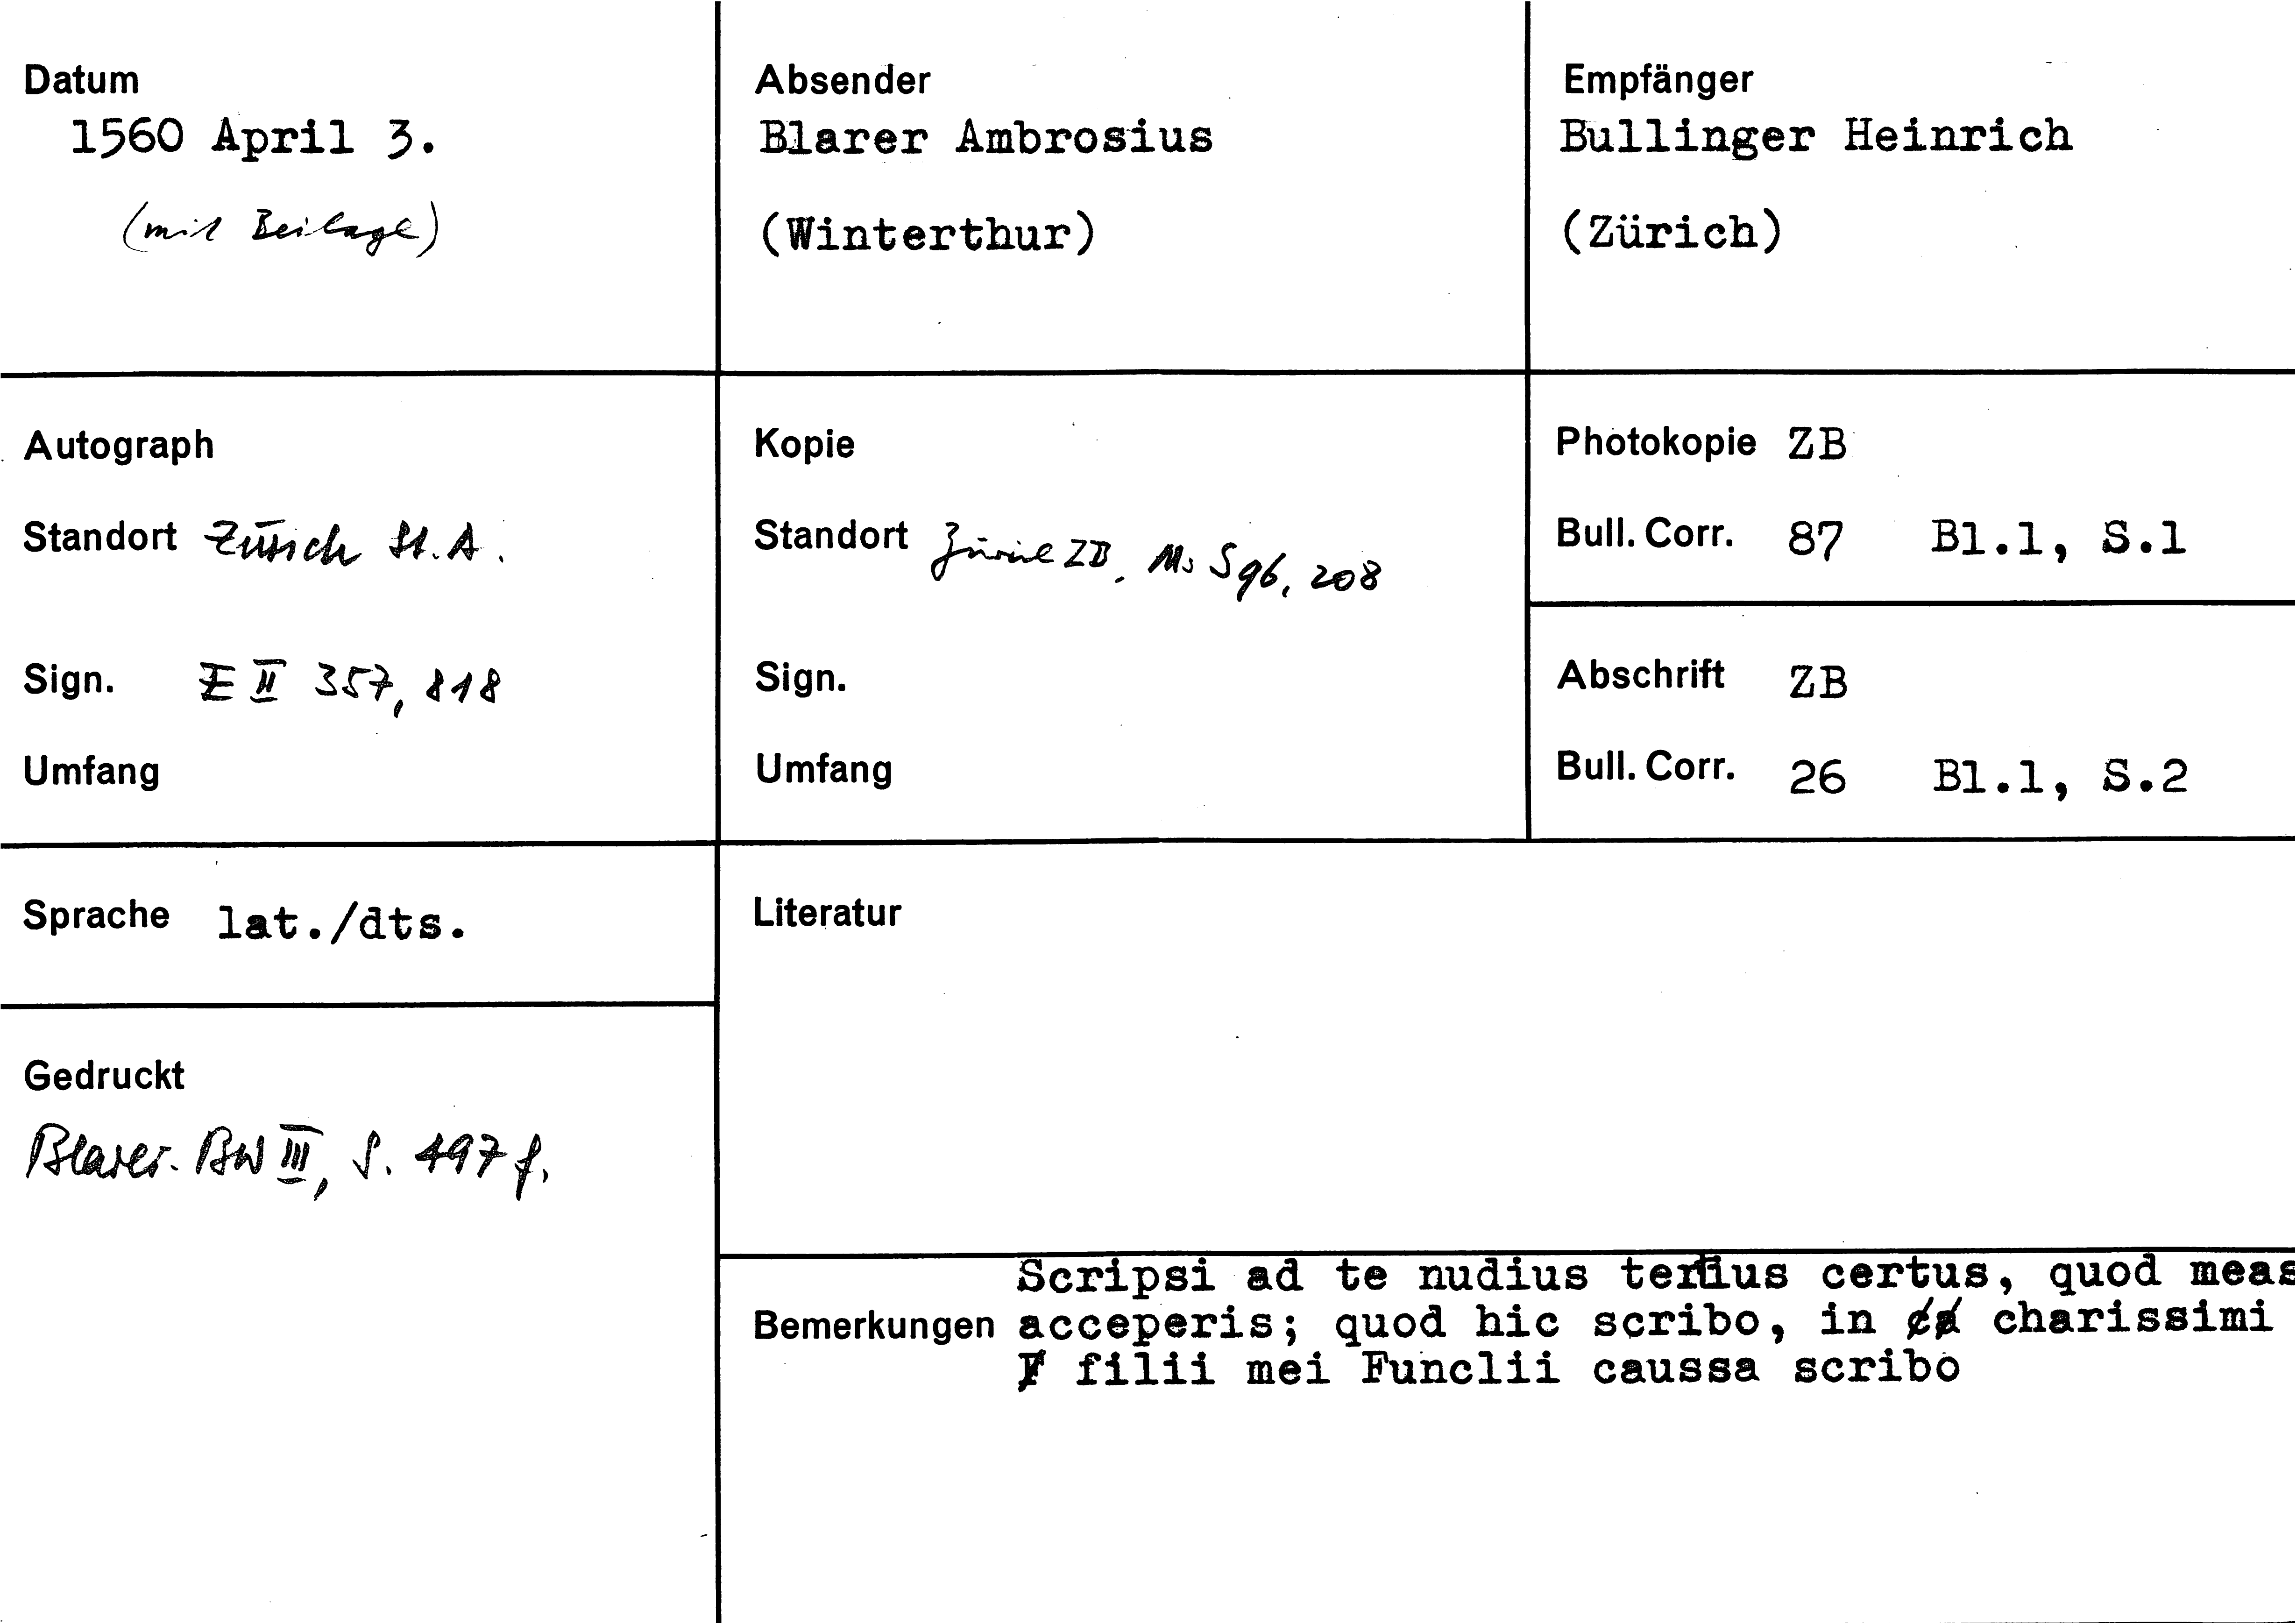 Datum
1560 April 3.
(mit Beilage)
Absender
Blarer Ambrosius
(Winterthur)
Empfänger
Bullinger Heinrich
(Zürich)
Autograph
Standort Zürich St.A.
Sign. E II 357, 818
Umfang
Kopie
Standort Zürich ZB, Ms S 96, 208
Sign.
Umfang
Photokopie ZB
Bull. Corr. 87 Bl.1, S.1
Abschrift ZB
Bull. Corr. 26 Bl.1, S.2
Sprache lat./dts.
Literatur
Gedruckt
Blarer. BW III, S. 497 f.
Scripsi ad te nudius tertius certus, quod meas
Bemerkungen acceperis; quod hic scribo, in charissimi
filii mei Funclii caussa scribo